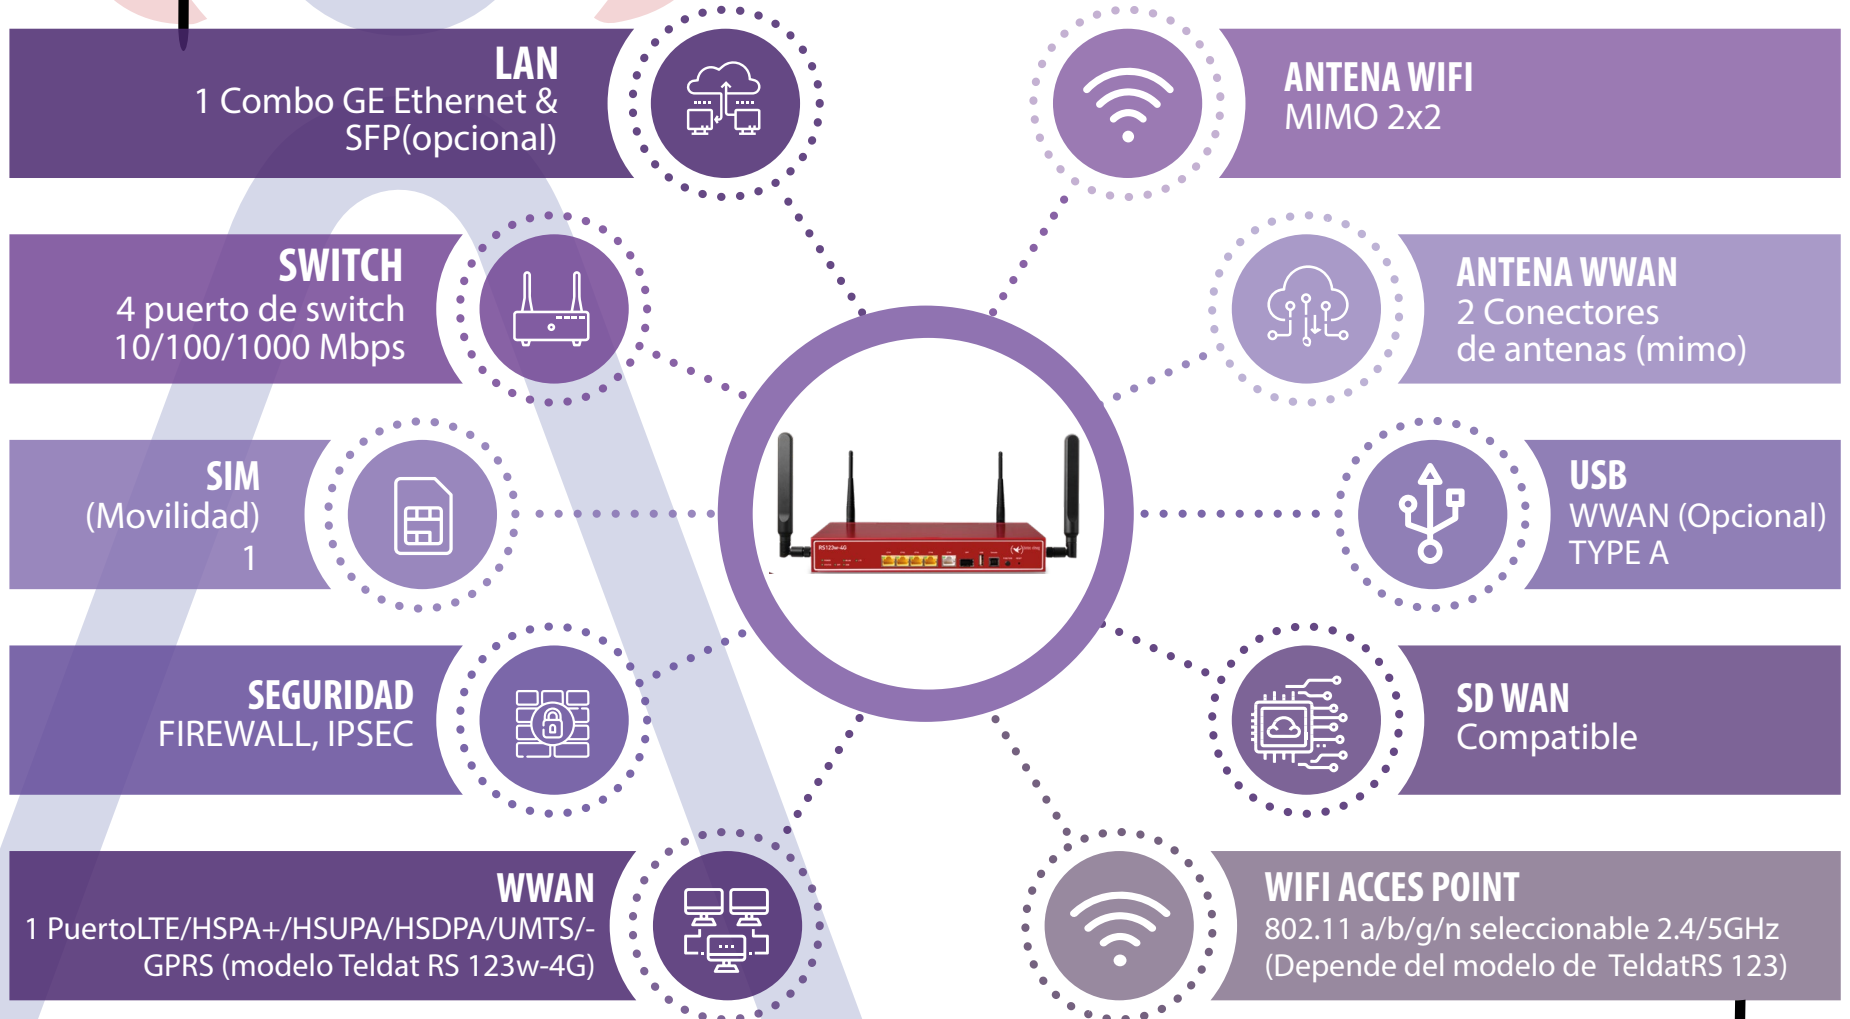 LAN
1 Combo GE Ethernet &
SFP(opcional)
SWITCH
4 puerto de switch
10/100/1000 Mbps
SIM
(Movilidad)
1
SEGURIDAD
FIREWALL, IPSEC
WWAN
1 PuertoLTE/HSPA+/HSUPA/HSDPA/UMTS/-
GPRS (modelo Teldat RS 123w-4G)
RS123w-4G
ANTENA WIFI
MIMO 2x2
ANTENA WWAN
2 Conectores
de antenas (mimo)
USB
WWAN (Opcional)
TYPE A
SD WAN
Compatible
WIFI ACCES POINT
802.11 a/b/g/n seleccionable 2.4/5GHz
(Depende del modelo de  TeldatRS 123)